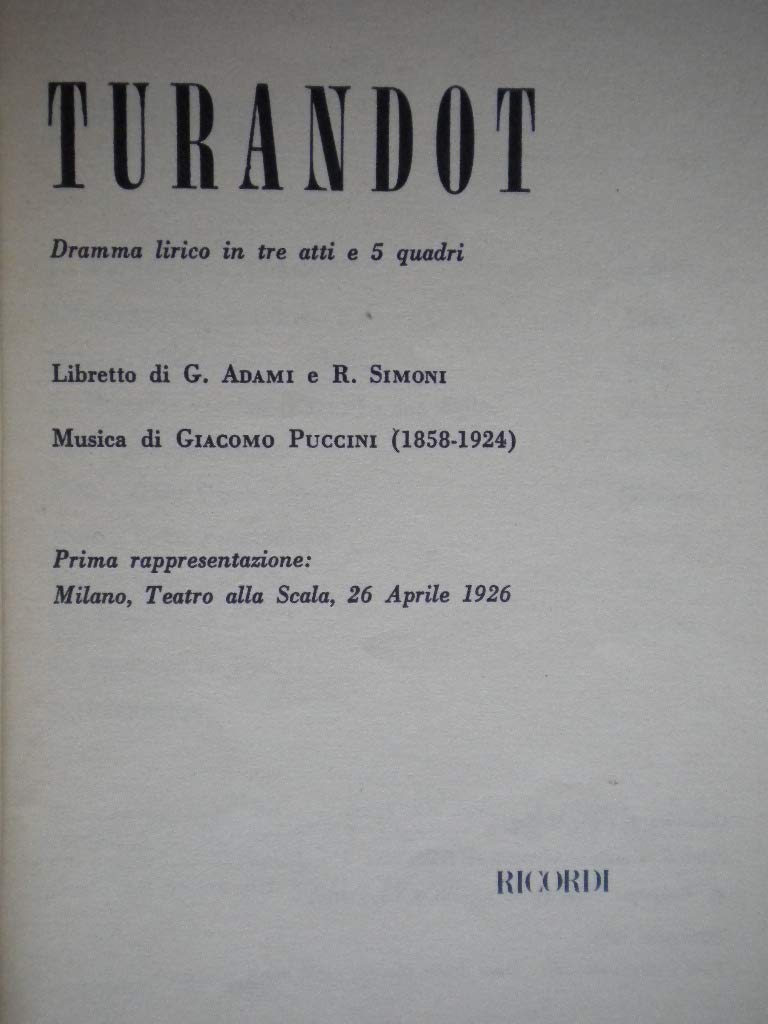 TURANDOT
Dramma lirico in tre atti e 5 quadri
Libretto di G. ADAMI e R. SIMONI
Musica di GIACOMO PUCCINI (1858-1924)
Prima rappresentazione:
Milano, Teatro alla Scala, 26 Aprile 1926
RICORDI